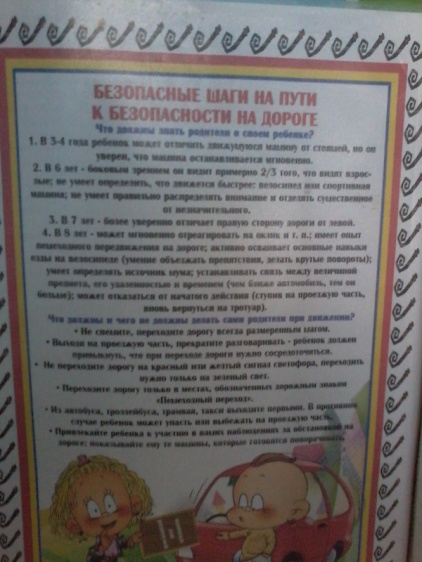 БЕЗОПАСНЫЕ ШАГИ НА ПУТИ
К БЕЗОПАСНОСТИ НА ДОРОГЕ
Что должны знать родители о своем ребенке?
1. В 3-4 года ребенок может отличить движущуюся машину от стоящей, но он
уверен, что машина останавливается мгновенно.
2. В 6 лет - боковым зрением он видит примерно 2/3 того, что видят взрос-
лые; не умеет определить, что движется быстрее: велосипед или спортивная
машина; не умеет правильно распределять внимание и отделять существенное
от незначительного.
3. В 7 лет - более уверенно отличает правую сторону дороги от левой.
4. В 8 лет - может мгновенно отреагировать на оклик и т. п.; имеет опыт
пешеходного передвижения на дороге; активно осваивает основные навыки
езды на велосипеде (умение объезжать препятствия, делать крутые повороты);
умеет определять источник шума; устанавливать связь между величиной
предмета, его удаленностью и временем (чем ближе автомобиль, тем он
больше); может отказаться от начатого действия (ступив на проезжую часть,
вновь вернуться на тротуар).
Что должны и чего не должны делать сами родители при движении?
• Не спешите, переходите дорогу всегда размеренным шагом.
• Выходя на проезжую часть, прекратите разговаривать - ребенок должен
привыкнуть, что при переходе дороги нужно сосредоточиться.
• Не переходите дорогу на красный или желтый сигнал светофора, переходить
нужно только на зеленый свет.
• Переходите дорогу только в местах, обозначенных дорожным знаком
«Пешеходный переход».
• Из автобуса, троллейбуса, трамвая, такси выходите первыми. В противном
случае ребенок может упасть или выбежать на проезжую часть.
• Привлекайте ребенка к участию в ваших наблюдениях за обстановкой на
дороге: показывайте ему те машины, которые готовятся поворачивать,